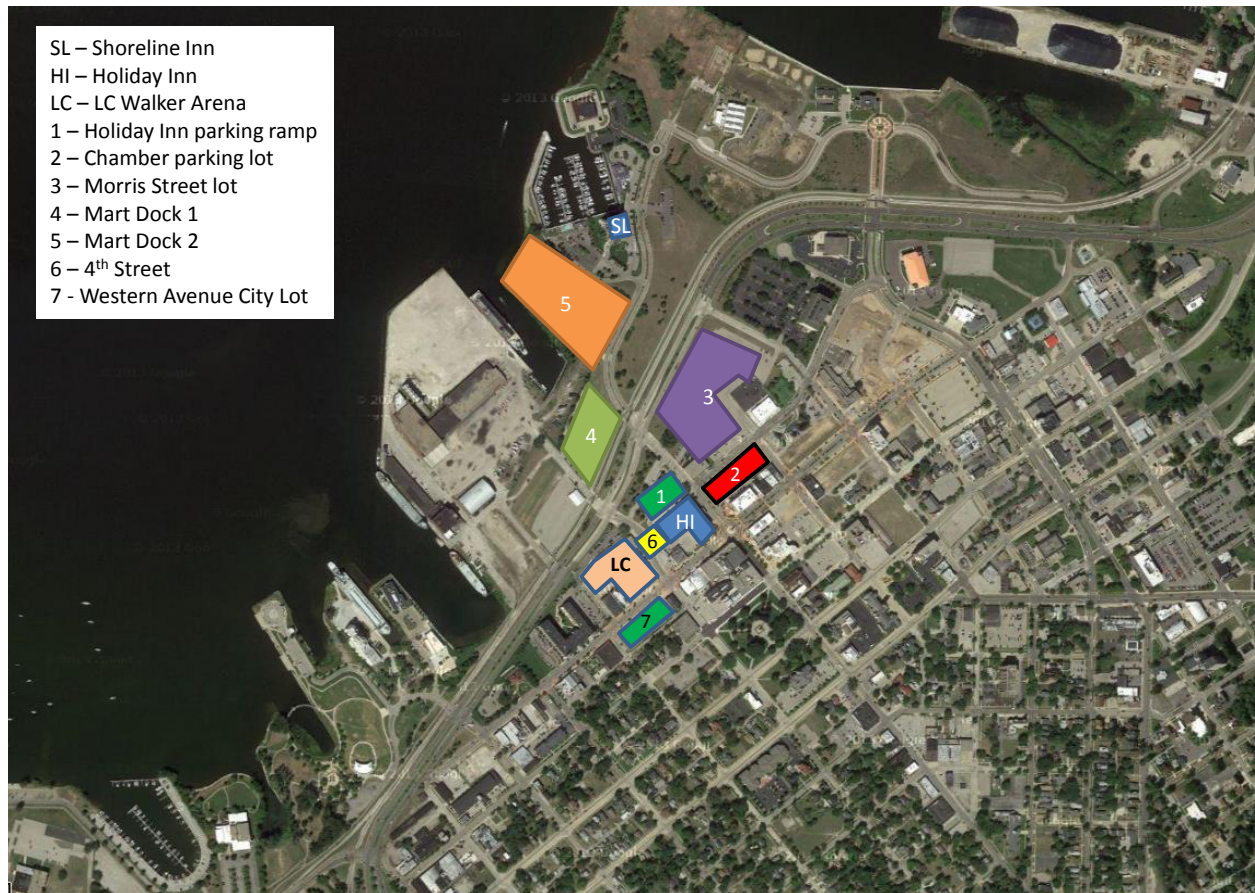 SL – Shoreline Inn
HI – Holiday Inn
LC – LC Walker Arena
1 – Holiday Inn parking ramp
2 – Chamber parking lot
3 – Morris Street lot
4 – Mart Dock 1
5 – Mart Dock 2
6 – 4th Street
7 - Western Avenue City Lot
© 2013 Google
SL
5
3
4
2
1
HI
6
LC
7